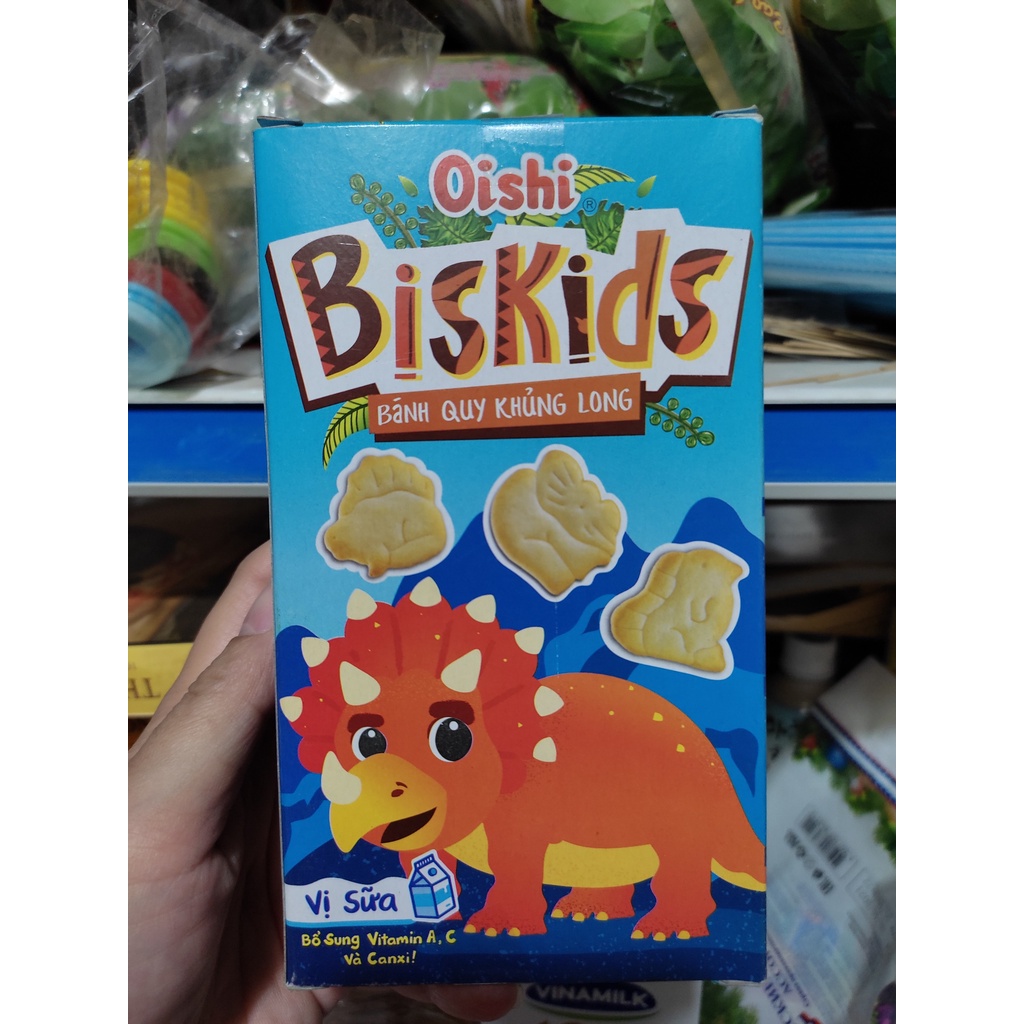 Oishi
®
BisKids
BÁNH QUY KHỦNG LONG
Vị Sữa
Bổ Sung Vitamin A, C
Và Canxi!
VINAMILK